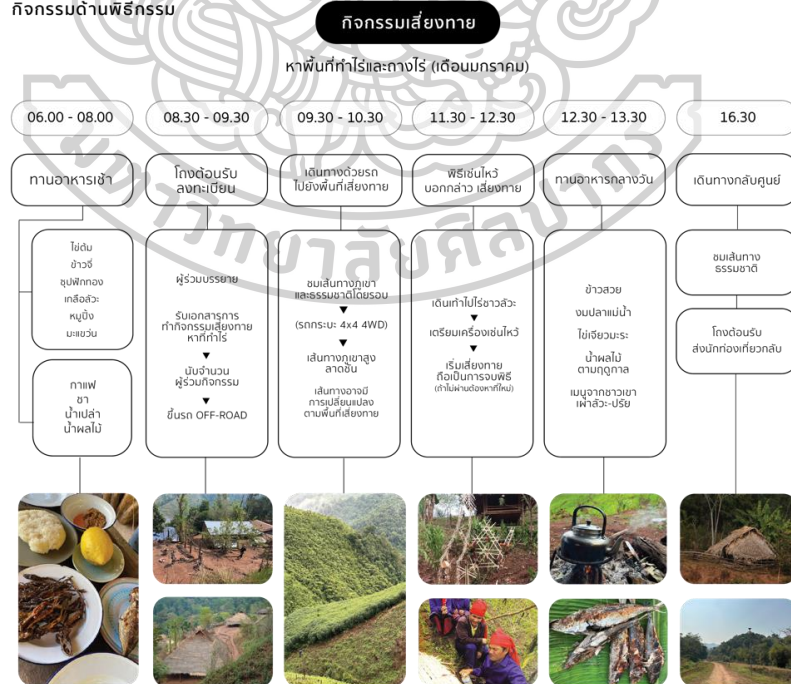 กิจกรรมด้านพิธีกรรม
กิจกรรมเสี่ยงทาย
หาพื้นที่ทำไร่และถางไร่ (เดือนมกราคม)
06.00 - 08.00
08.30 - 09.30
09.30 - 10.30
11.30 - 12.30
12.30 - 13.30
16.30
ทานอาหารเช้า
โถงต้อนรับ
ลงทะเบียน
เดินทางด้วยรถ
ไปยังพื้นที่เสี่ยงทาย
พิธีเซ่นไหว้
บอกกล่าว เสี่ยงทาย
ทานอาหารกลางวัน
เดินทางกลับศูนย์
ไข่ต้ม
ข้าวจี่
ซุปฟักทอง
เกลือลัวะ
หมูปิ้ง
มะแขว่น
กาแฟ
ชา
น้ำเปล่า
น้ำผลไม้
ผู้ร่วมบรรยาย
รับเอกสารการ
ทำกิจกรรมเสี่ยงทาย
หาที่ทำไร่
นับจำนวน
ผู้ร่วมกิจกรรม
ขึ้นรถ OFF-ROAD
ชมเส้นทางภูเขา
และธรรมชาติโดยรอบ
(รถกระบะ 4x4 4WD)
เส้นทางภูเขาสูง
ลาดชัน
เส้นทางอาจมี
การเปลี่ยนแปลง
ตามพื้นที่เสี่ยงทาย
เดินเท้าไปไร่ชาวลัวะ
เตรียมเครื่องเซ่นไหว้
เริ่มเสี่ยงทาย
ถือเป็นการจบพิธี
(ถ้าไม่ผ่านต้องหาที่ใหม่)
ข้าวสวย
งมปลาแม่น้ำ
ไข่เจียวมะระ
น้ำผลไม้
ตามฤดูกาล
เมนูจากชาวเขา
เผ่าลัวะ-ปรัย
ชมเส้นทาง
ธรรมชาติ
โถงต้อนรับ
ส่งนักท่องเที่ยวกลับ
มหาวิทยาลัยศิลปากร